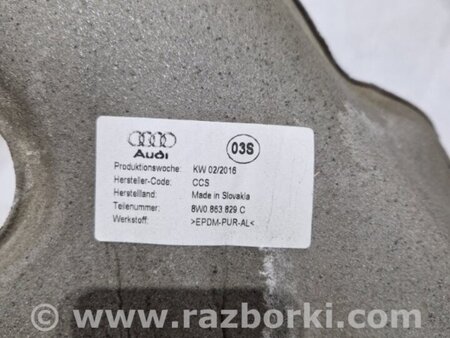 Audi
03S
Produktionswoche: KW 02/2016
Hersteller-Code: CCS
Herstellland: Made in Slovakia
Teilenummer: 8W0.863.829.C
Werkstoff: >EPDM-PUR-AL<
© www.razborki.com